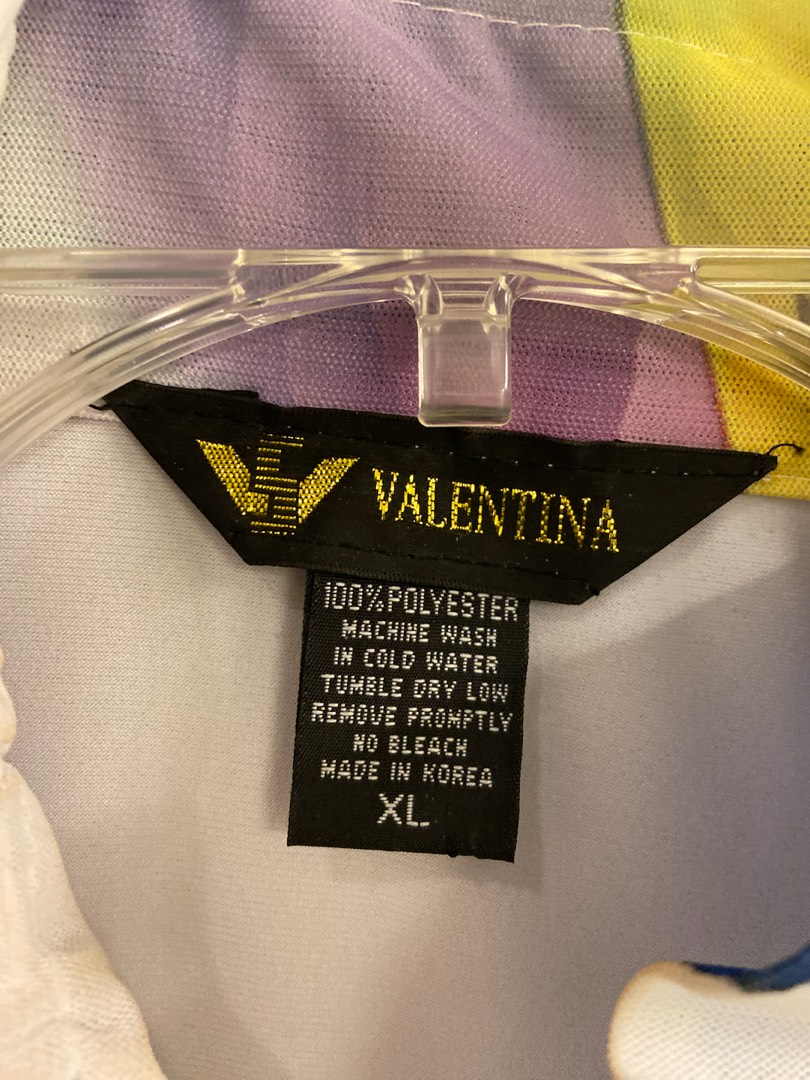 VALENTINA
100% POLYESTER
MACHINE WASH
IN COLD WATER
TUMBLE DRY LOW
REMOVE PROMPTLY
NO BLEACH
MADE IN KOREA
XL